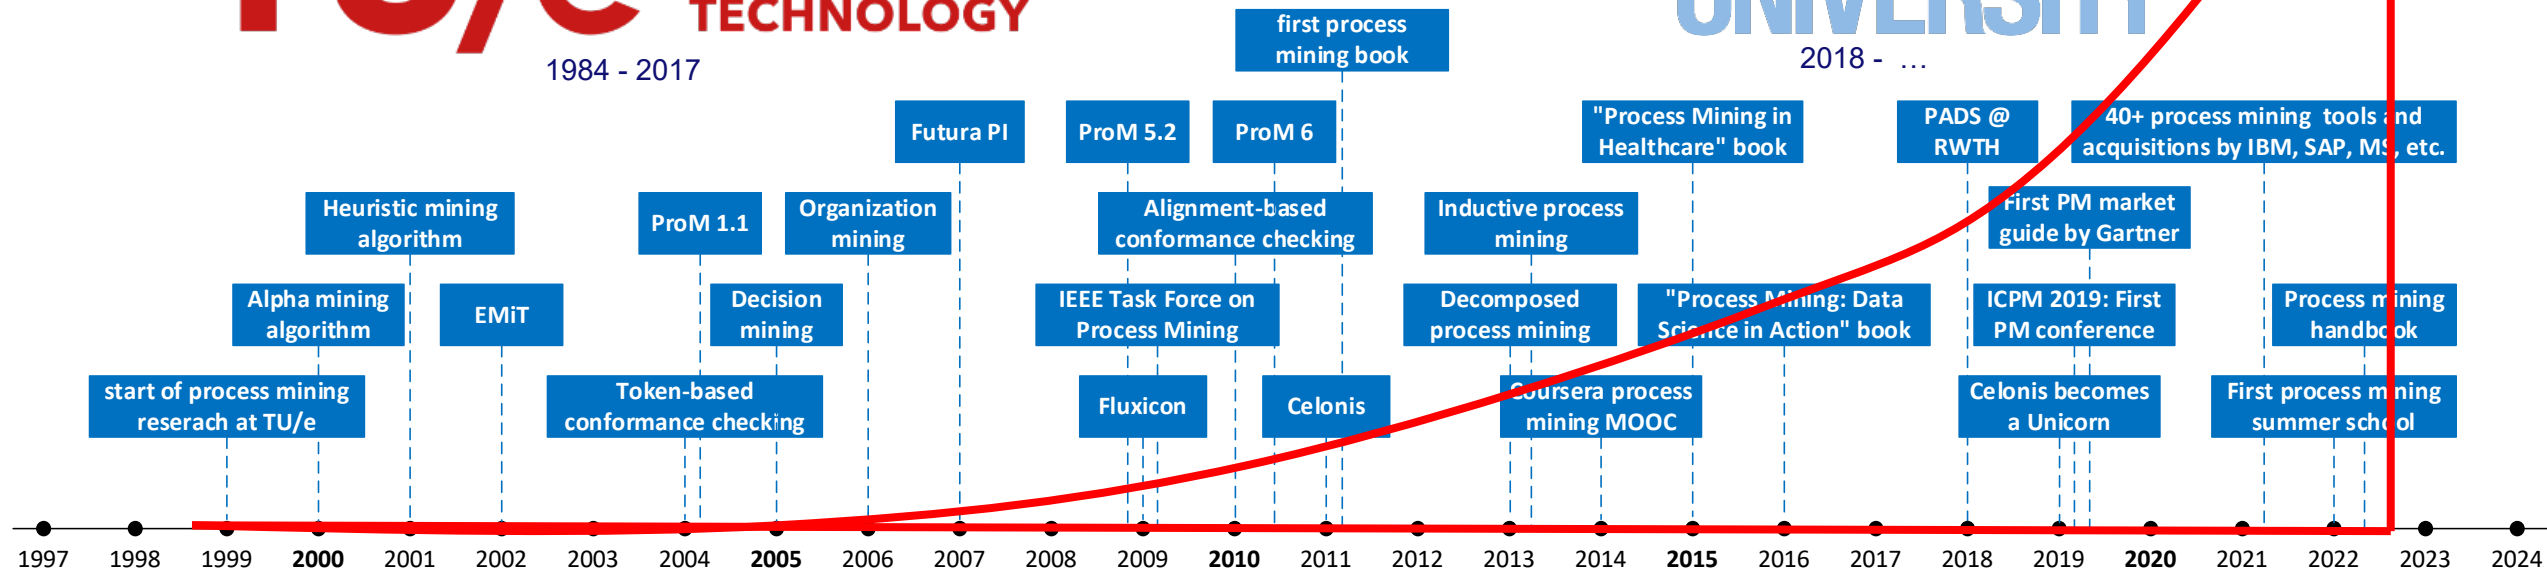 TU/e
TECHNOLOGY
1984 - 2017
UNIVERSITY
2018 - …
first process
mining book
Futura PI
ProM 5.2
ProM 6
"Process Mining in
Healthcare" book
PADS @
RWTH
40+ process mining tools and
acquisitions by IBM, SAP, MS, etc.
Heuristic mining
algorithm
ProM 1.1
Organization
mining
Alignment-based
conformance checking
Inductive process
mining
First PM market
guide by Gartner
Alpha mining
algorithm
EMiT
Decision
mining
IEEE Task Force on
Process Mining
Decomposed
process mining
"Process Mining: Data
Science in Action" book
ICPM 2019: First
PM conference
Process mining
handbook
start of process mining
reserach at TU/e
Token-based
conformance checking
Fluxicon
Celonis
Coursera process
mining MOOC
Celonis becomes
a Unicorn
First process mining
summer school
1997 1998 1999 2000 2001 2002 2003 2004 2005 2006 2007 2008 2009 2010 2011 2012 2013 2014 2015 2016 2017 2018 2019 2020 2021 2022 2023 2024